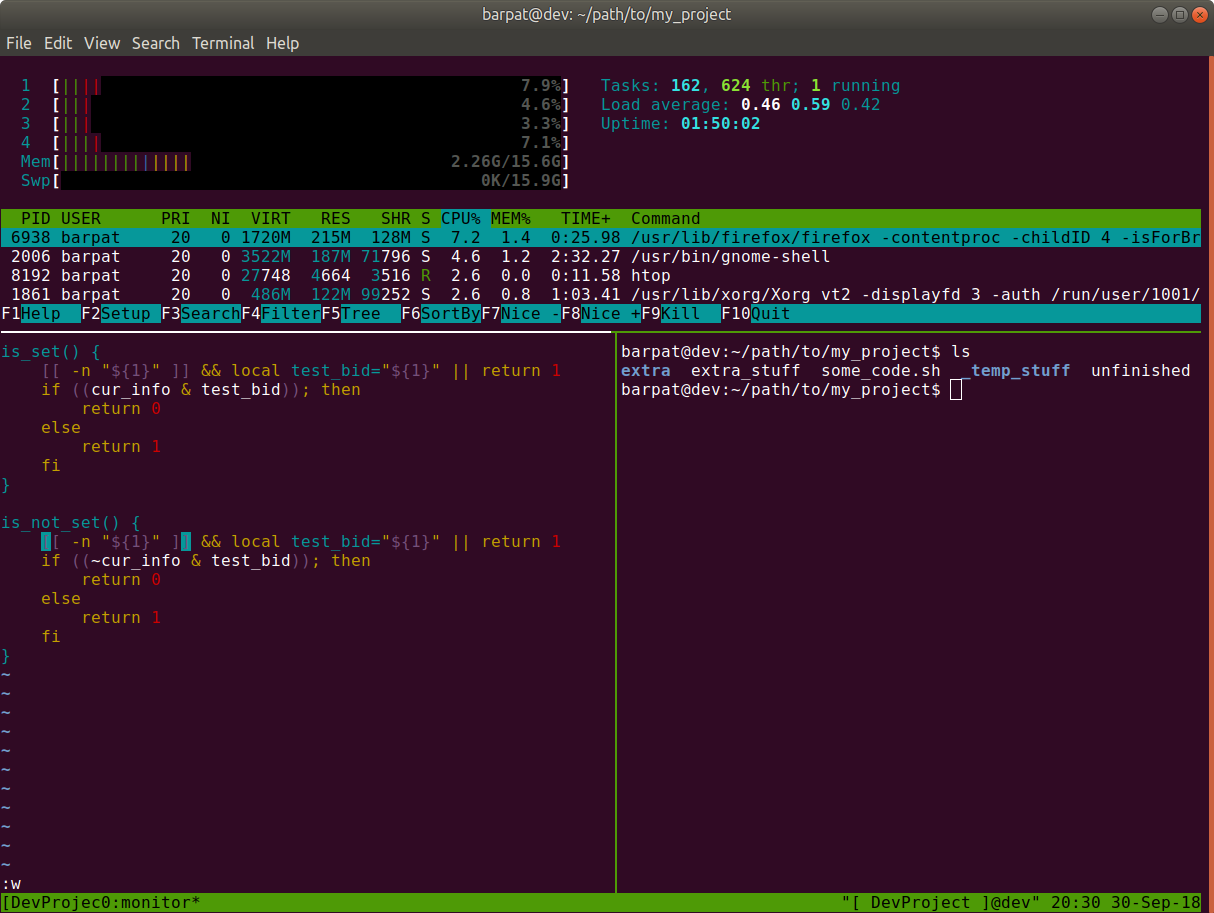 barpat@dev: ~/path/to/my_project
File Edit View Search Terminal Help
1 [|||| 7.9%] Tasks: 162, 624 thr; 1 running
2 [||| 4.6%] Load average: 0.46 0.59 0.42
3 [||| 3.3%] Uptime: 01:50:02
4 [|||| 7.1%]
Mem[||||||||||||| 2.26G/15.6G]
Swp[ 0K/15.9G]
PID USER PRI NI VIRT RES SHR S CPU% MEM% TIME+ Command
6938 barpat 20 0 1720M 215M 128M S 7.2 1.4 0:25.98 /usr/lib/firefox/firefox -contentproc -childID 4 -isForBr
2006 barpat 20 0 3522M 187M 71796 S 4.6 1.2 2:32.27 /usr/bin/gnome-shell
8192 barpat 20 0 27748 4664 3516 R 2.6 0.0 0:11.58 htop
1861 barpat 20 0 486M 122M 99252 S 2.6 0.8 1:03.41 /usr/lib/xorg/Xorg vt2 -displayfd 3 -auth /run/user/1001/
F1Help F2Setup F3SearchF4FilterF5Tree F6SortByF7Nice -F8Nice +F9Kill F10Quit
is_set() {
[[ -n "${1}" ]] && local test_bid="${1}" || return 1
if ((cur_info & test_bid)); then
return 0
else
return 1
fi
}
is_not_set() {
[[ -n "${1}" ]] && local test_bid="${1}" || return 1
if ((~cur_info & test_bid)); then
return 0
else
return 1
fi
}
~
~
~
~
~
~
~
~
~
~
~
:w
barpat@dev:~/path/to/my_project$ ls
extra extra_stuff some_code.sh _temp_stuff unfinished
barpat@dev:~/path/to/my_project$
[DevProjec0:monitor* "[ DevProject ]@dev" 20:30 30-Sep-18